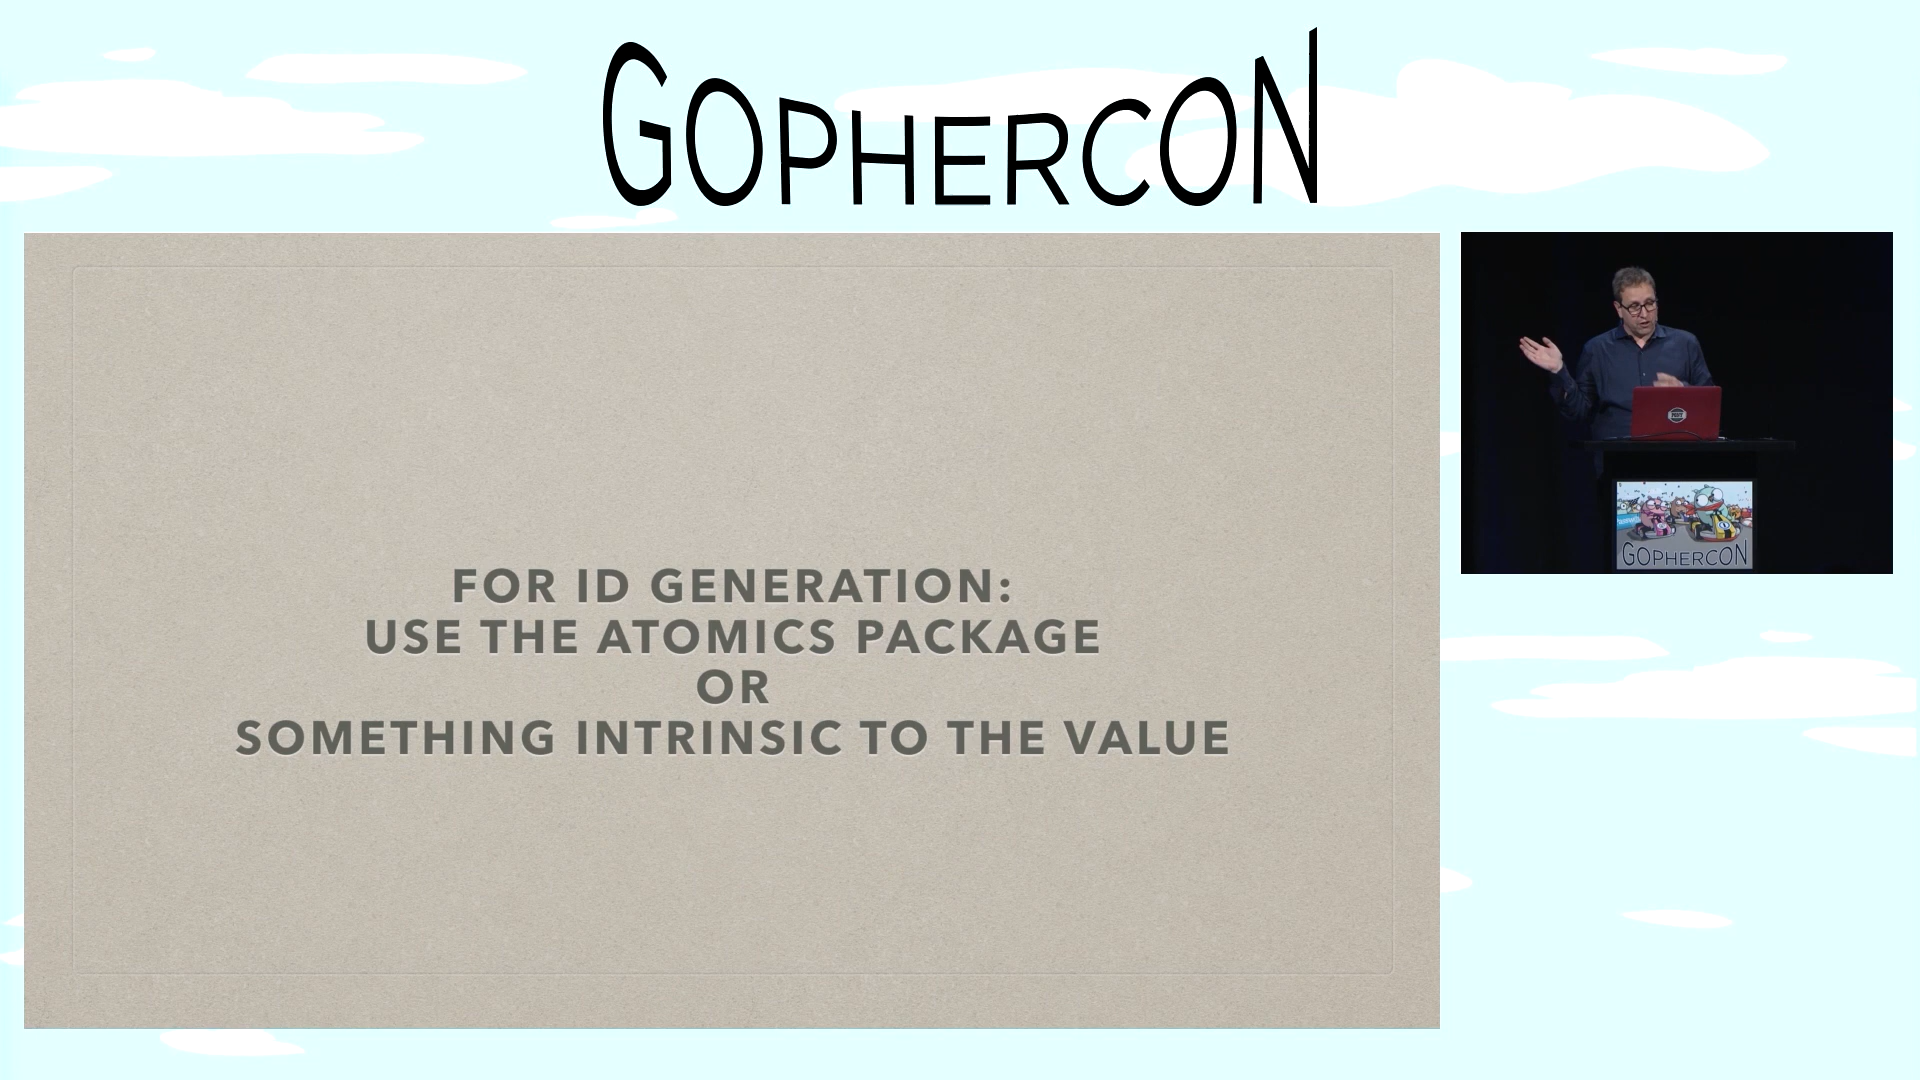 GOPHERCON
FOR ID GENERATION:
USE THE ATOMICS PACKAGE
OR
SOMETHING INTRINSIC TO THE VALUE
GOPHERCON